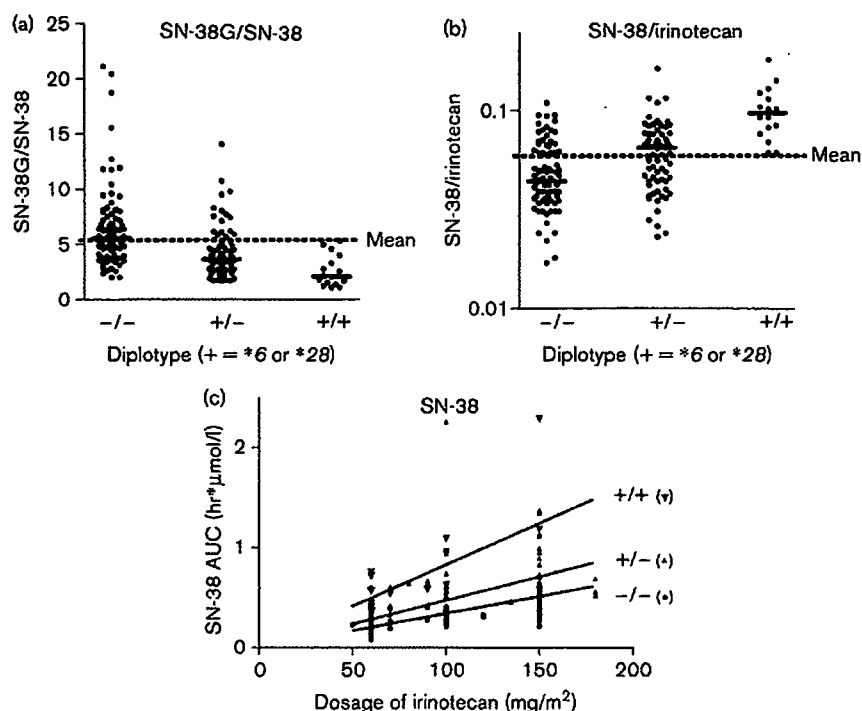 (a)
SN-38G/SN-38
25
20
15
10
5
0
SN-38G/SN-38
Mean
−/−
+/−
+/+
Diplotype (+ = *6 or *28)
(b)
SN-38/irinotecan
0.1
0.01
SN-38/irinotecan
Mean
−/−
+/−
+/+
Diplotype (+ = *6 or *28)
(c)
SN-38
2
1
0
SN-38 AUC (hr*μmol/l)
+/+ (▼)
+/− (▲)
−/− (●)
0
50
100
150
200
Dosage of irinotecan (mg/m²)